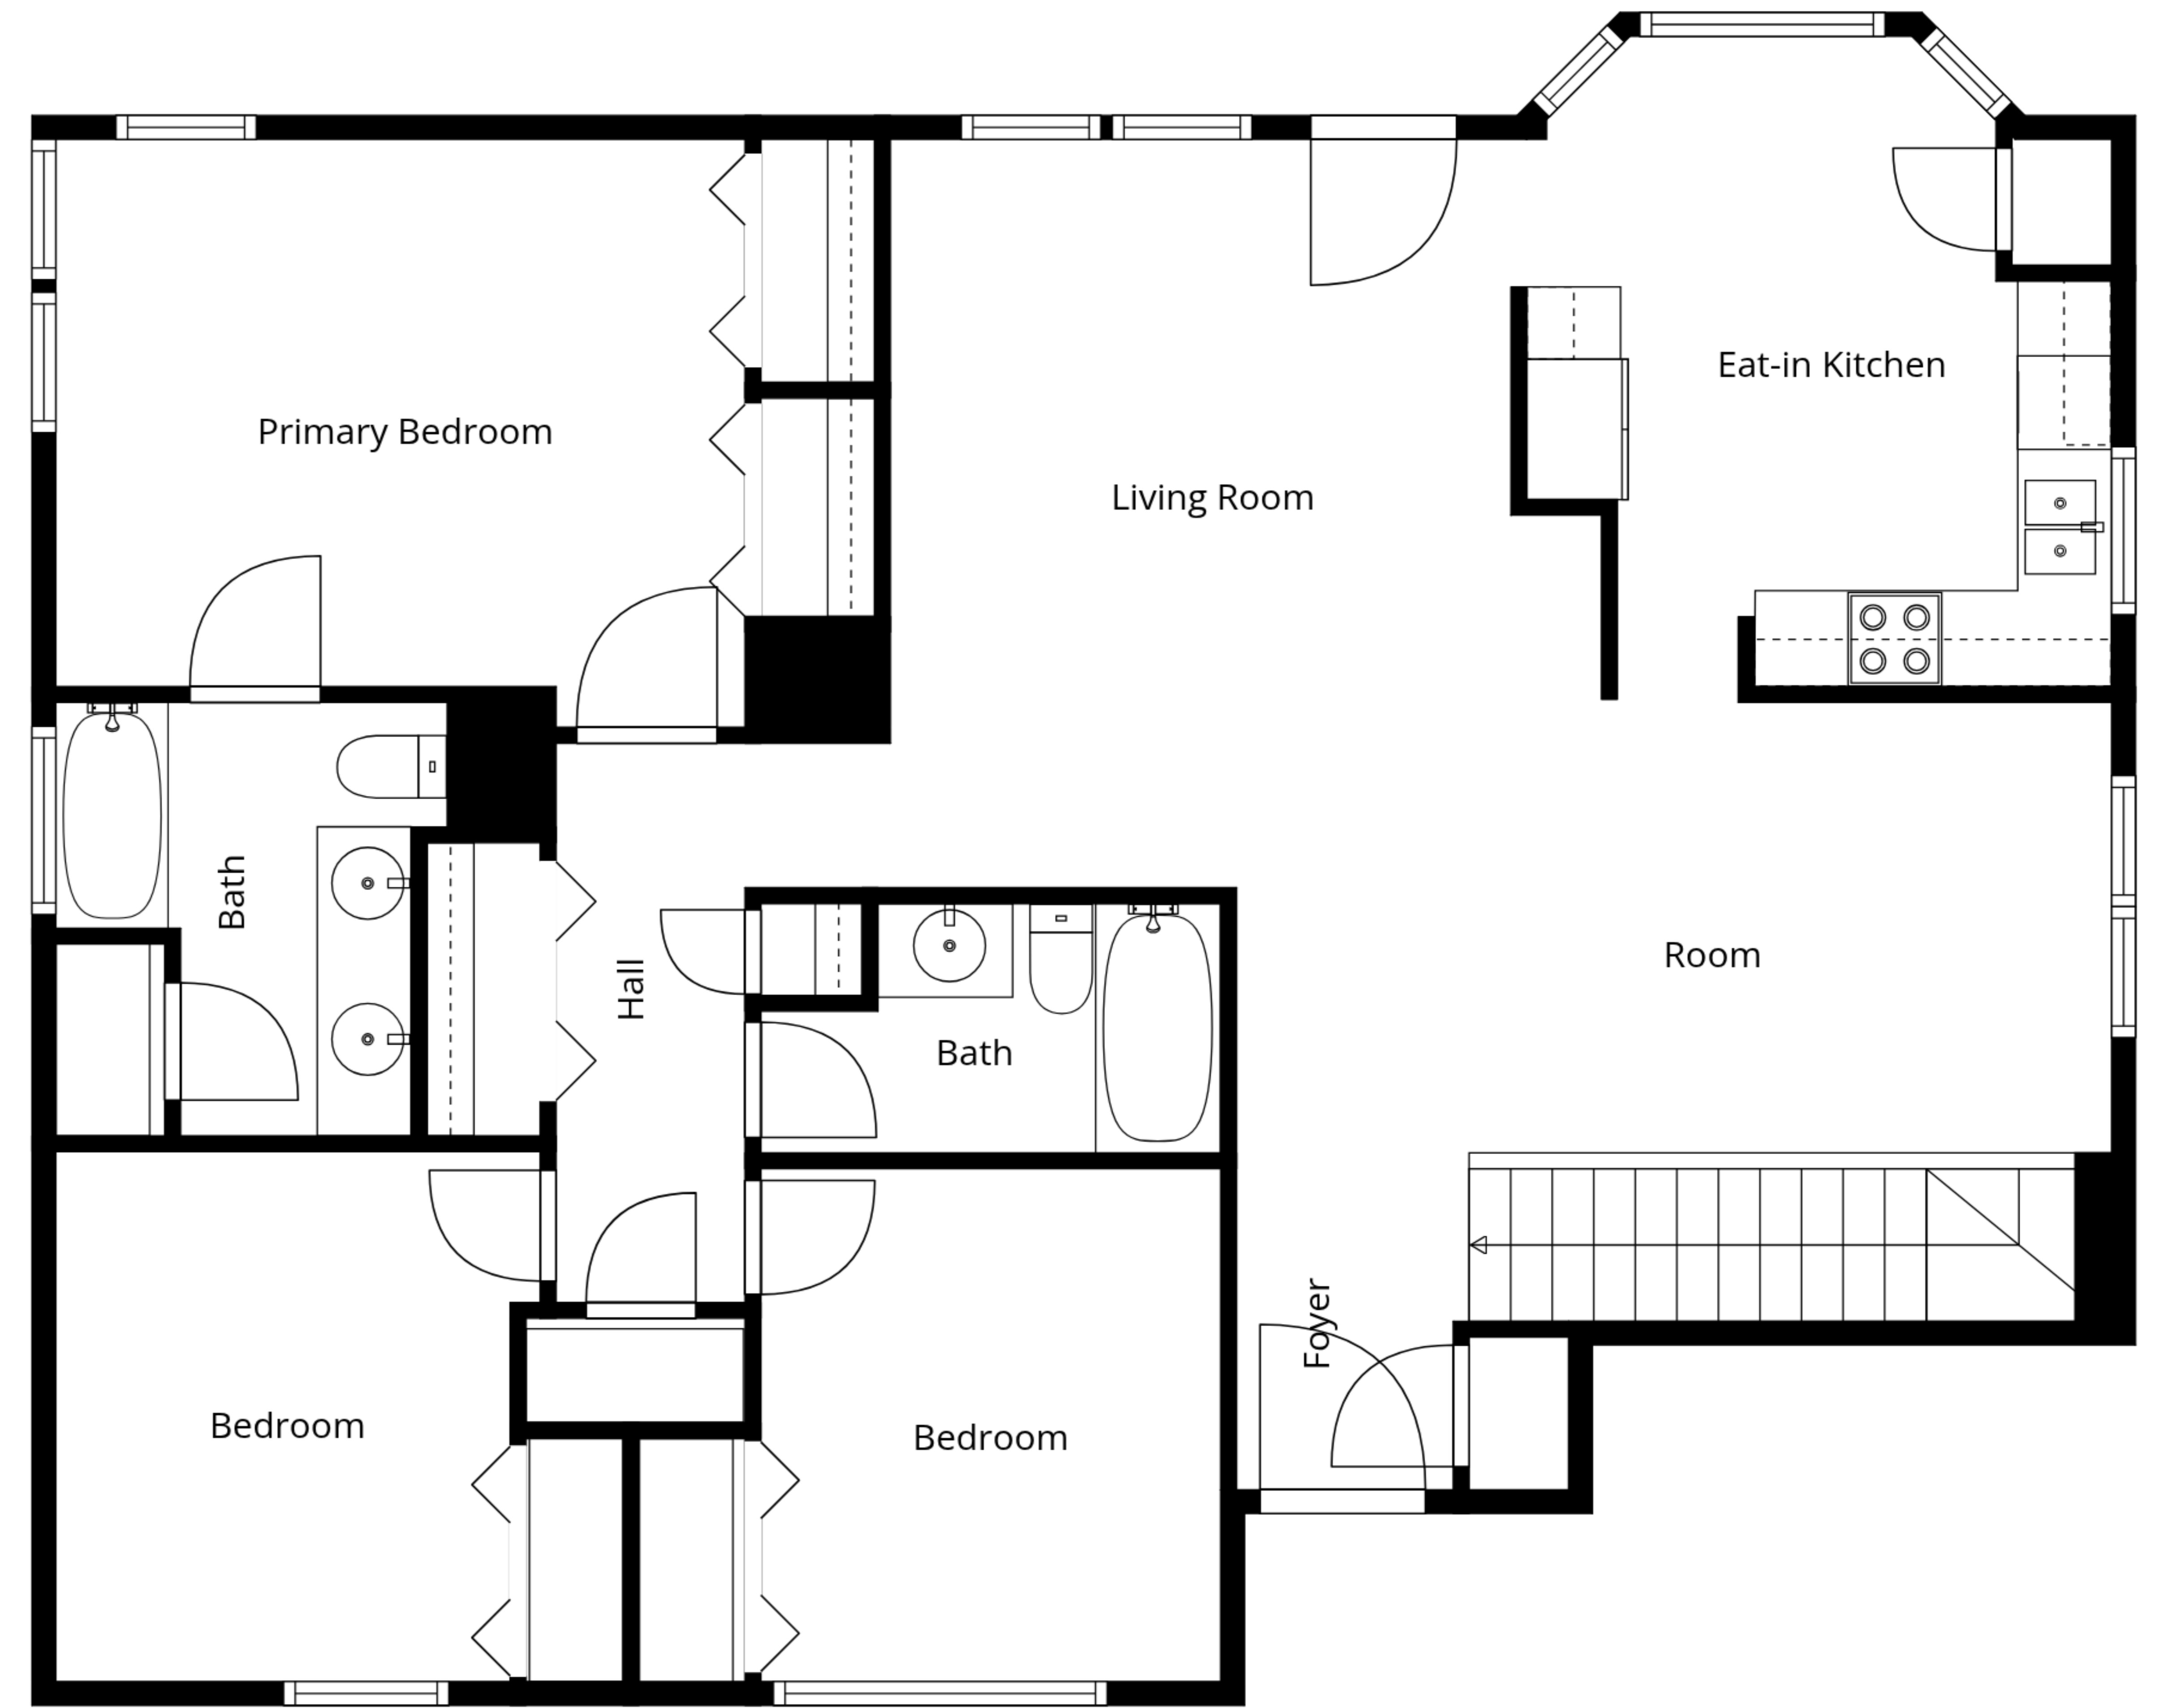 Eat-in Kitchen
Primary Bedroom
Living Room
Bath
Hall
Room
Bath
Foyer
Bedroom
Bedroom